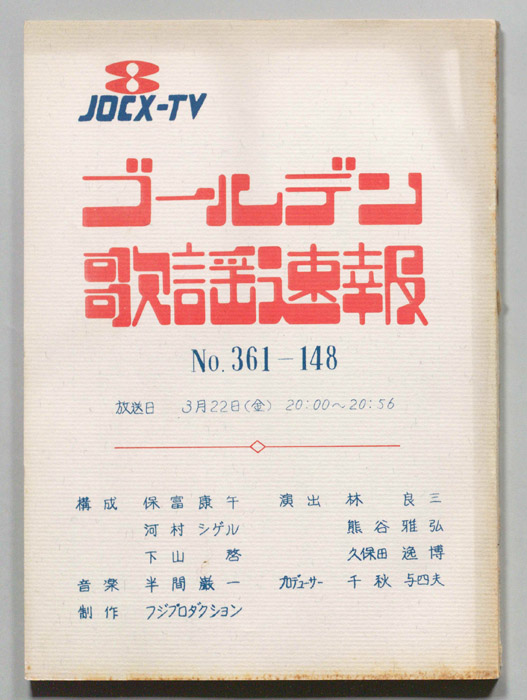 8
JOCX-TV
ゴールデン
歌謡速報
No. 361－148
放送日 3月22日(金) 20:00～20:56
構成 保富康午 演出 林良三
河村シゲル 熊谷雅弘
下山啓 久保田逸博
音楽 半間巌一 プロデューサー 千秋与四夫
制作 フジプロダクション